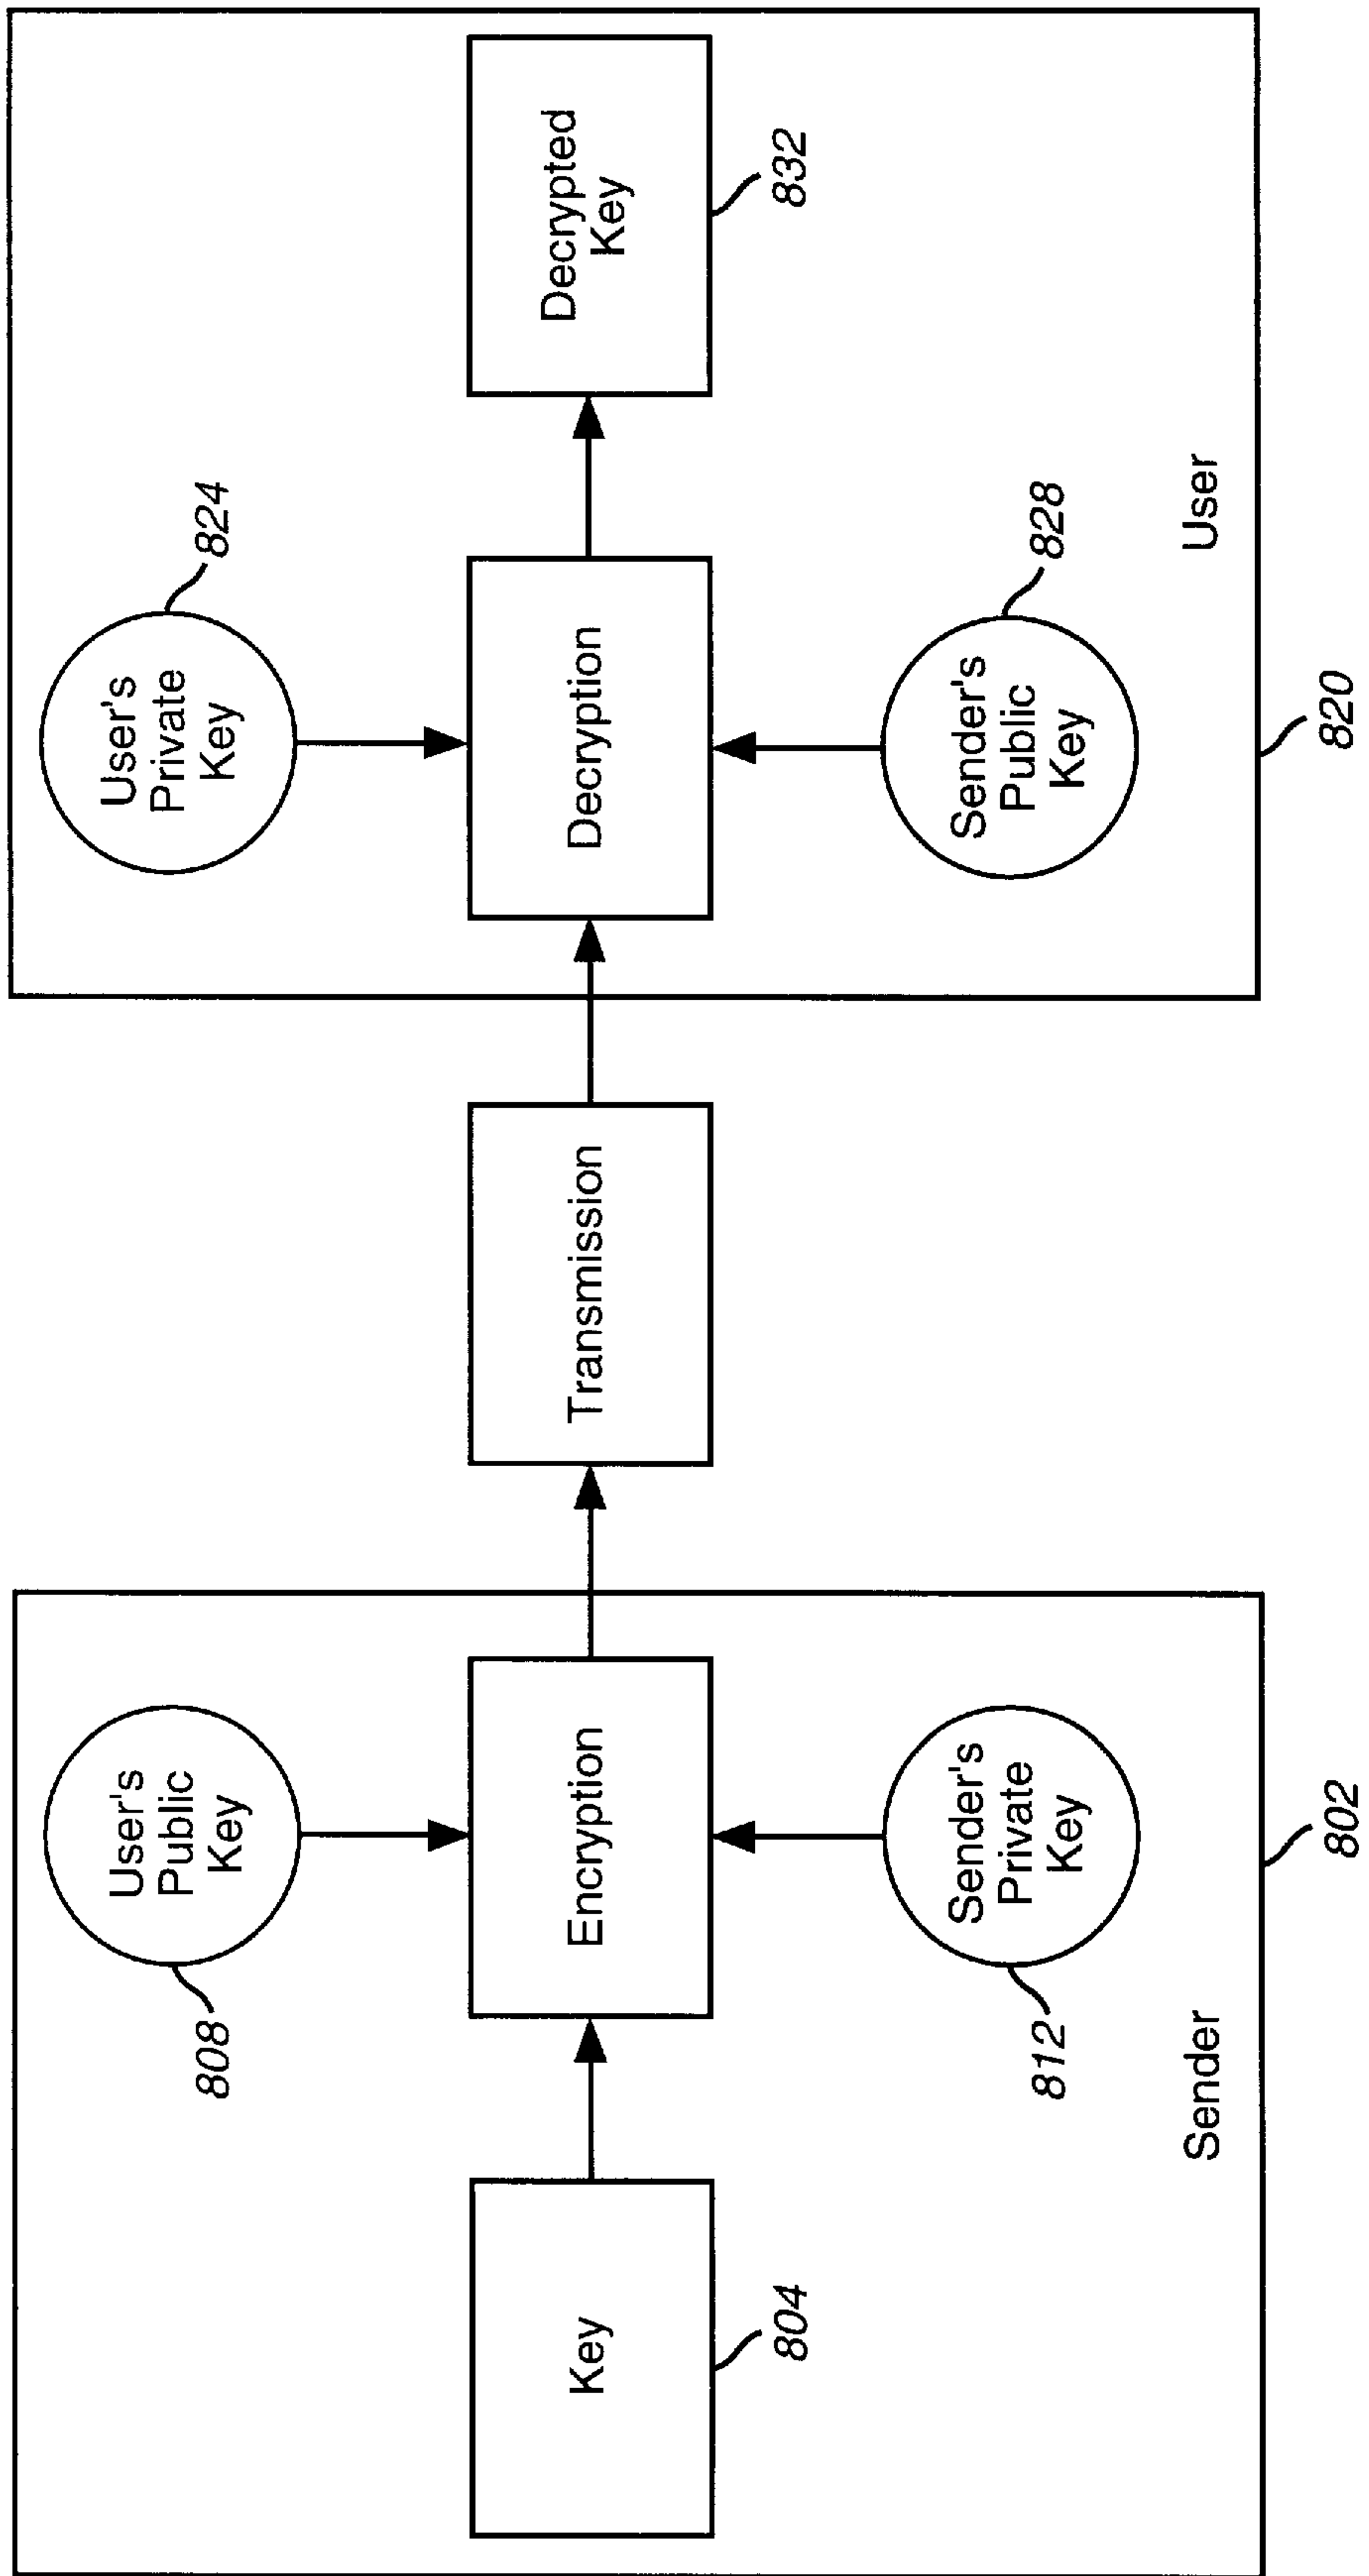 Key
804
User's
Public
Key
808
Encryption
Sender's
Private
Key
812
Sender
802
Transmission
User's
Private
Key
824
Decryption
Sender's
Public
Key
828
Decrypted
Key
832
User
820